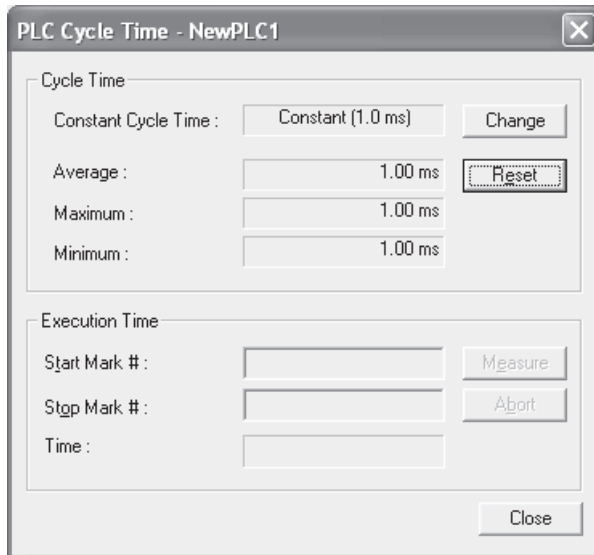 PLC Cycle Time - NewPLC1
Cycle Time
Constant Cycle Time : Constant (1.0 ms) Change
Average : 1.00 ms Reset
Maximum : 1.00 ms
Minimum : 1.00 ms
Execution Time
Start Mark # : Measure
Stop Mark # : Abort
Time :
Close